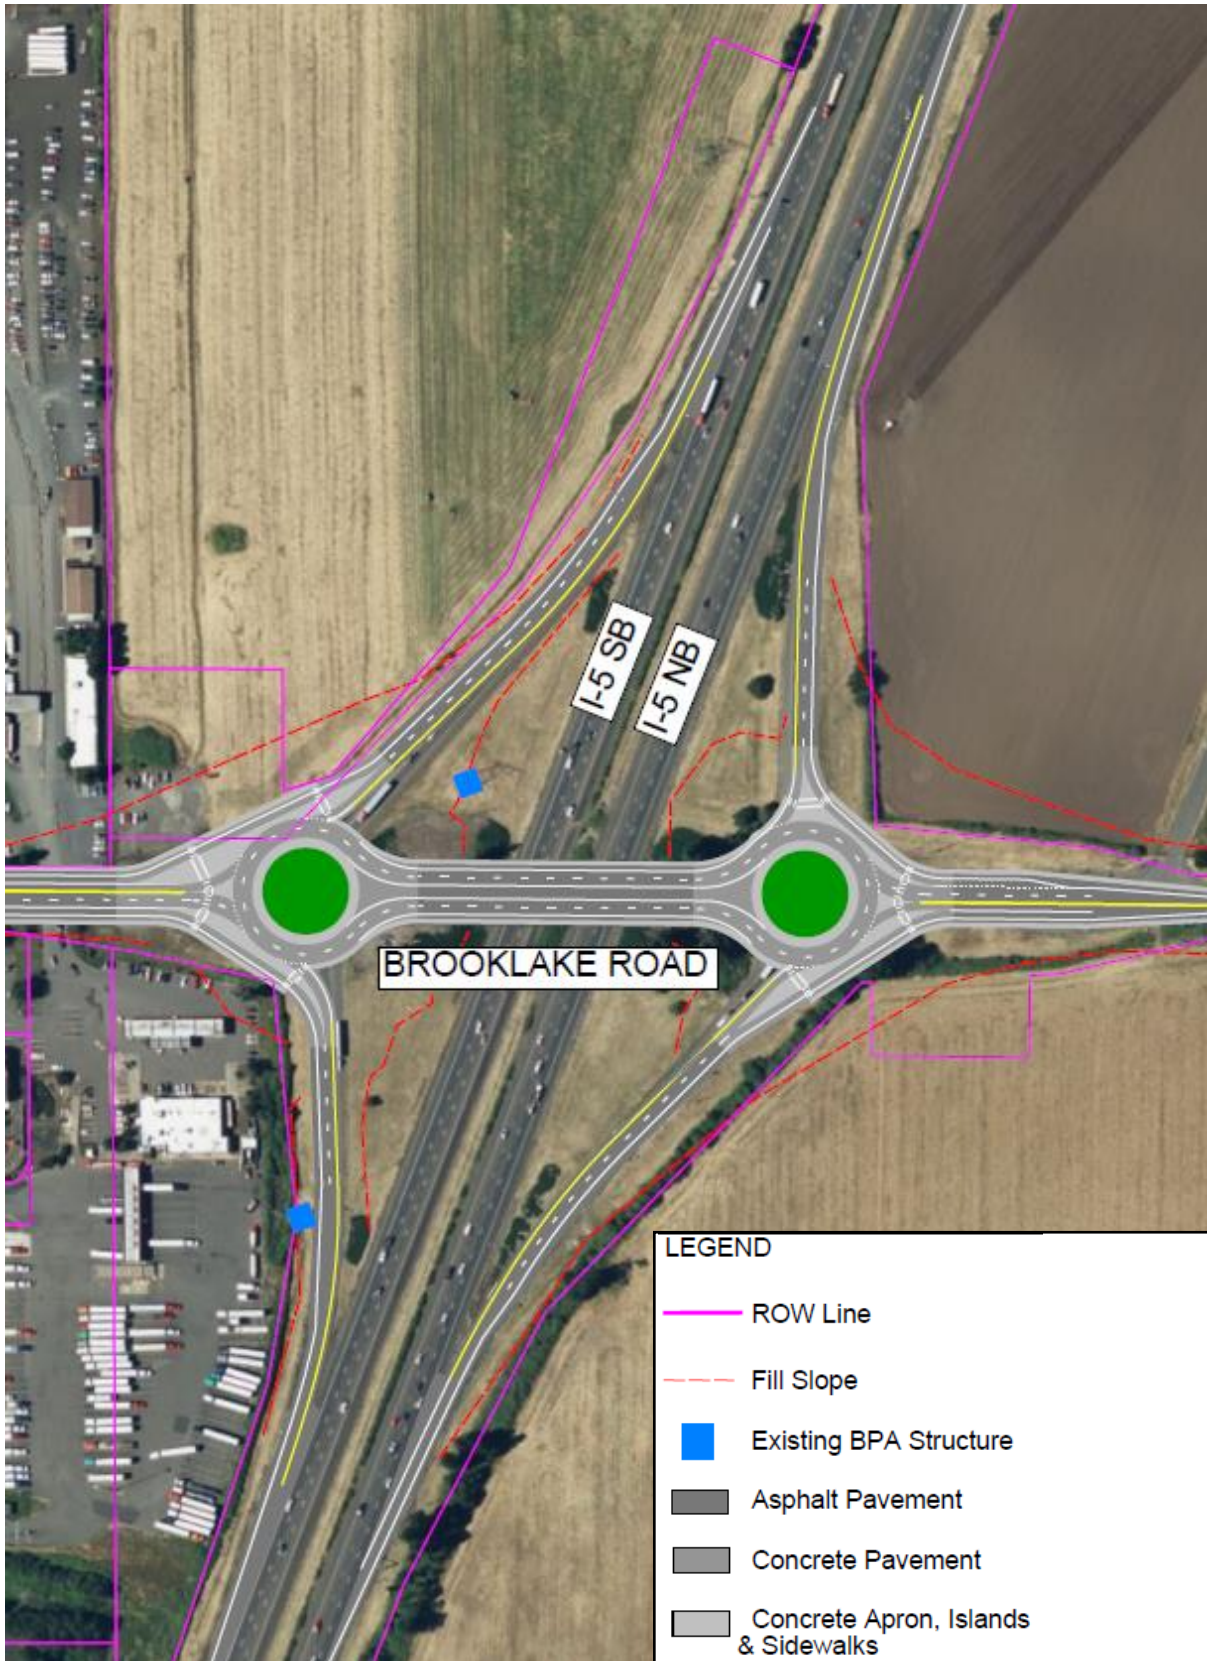 I-5 SB
I-5 NB
BROOKLAKE ROAD
LEGEND
ROW Line
Fill Slope
Existing BPA Structure
Asphalt Pavement
Concrete Pavement
Concrete Apron, Islands
& Sidewalks